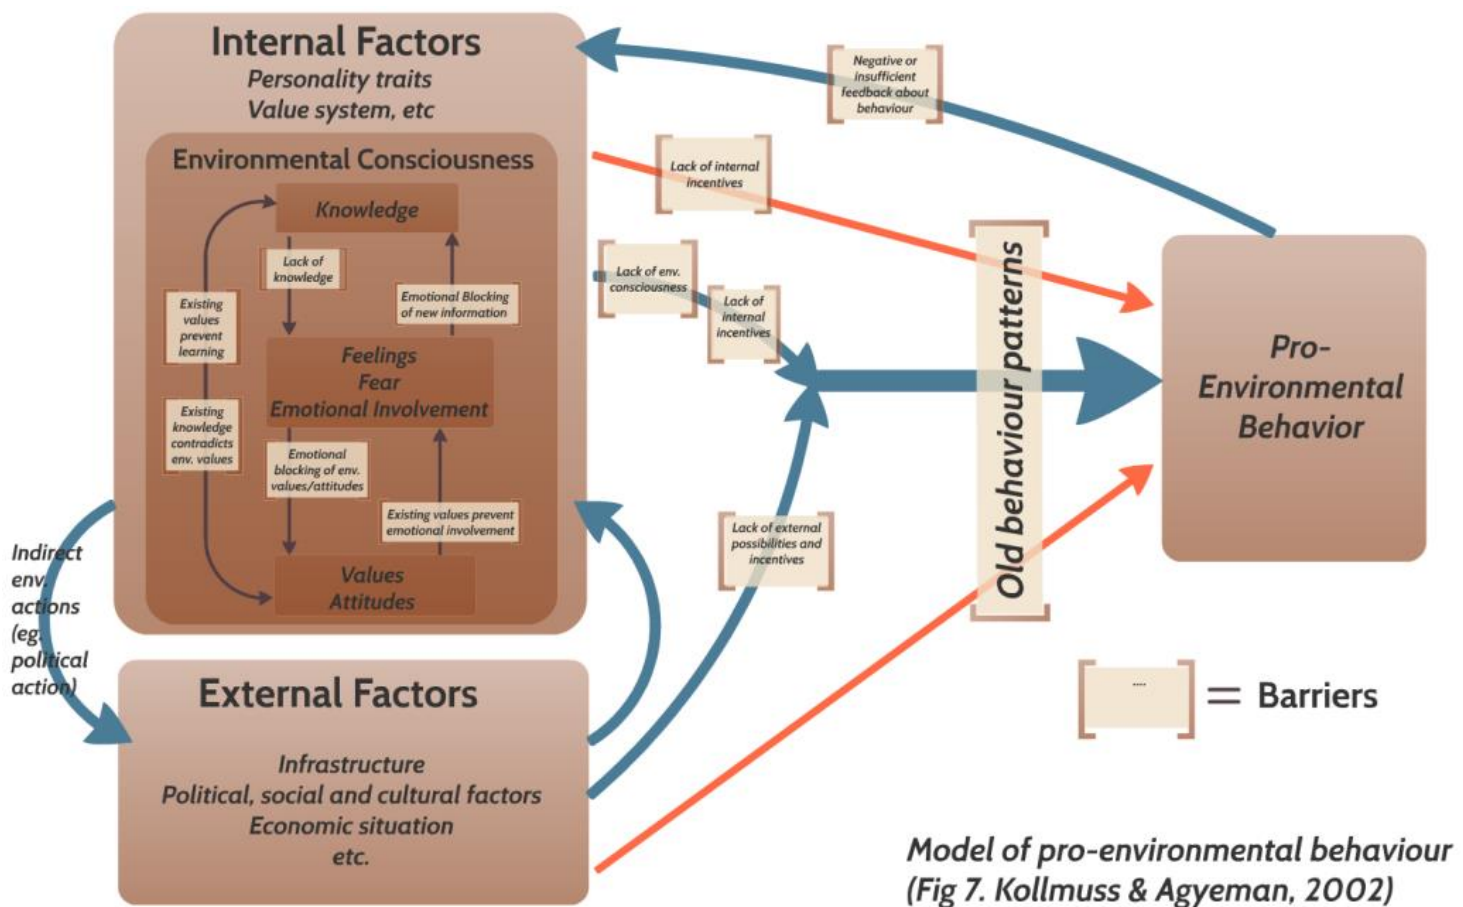 Internal Factors
Personality traits
Value system, etc
Environmental Consciousness
Knowledge
Lack of
knowledge
Emotional Blocking
of new information
Existing
values
prevent
learning
Feelings
Fear
Emotional Involvement
Existing
knowledge
contradicts
env. values
Emotional
blocking of env.
values/attitudes
Existing values prevent
emotional involvement
Values
Attitudes
Indirect
env.
actions
(eg.
political
action)
External Factors
Infrastructure
Political, social and cultural factors
Economic situation
etc.
Negative or
insufficient
feedback about
behaviour
Lack of internal
incentives
Lack of env.
consciousness
Lack of
internal
incentives
Lack of external
possibilities and
incentives
Old behaviour patterns
Pro-
Environmental
Behavior
.... = Barriers
Model of pro-environmental behaviour
(Fig 7. Kollmuss & Agyeman, 2002)